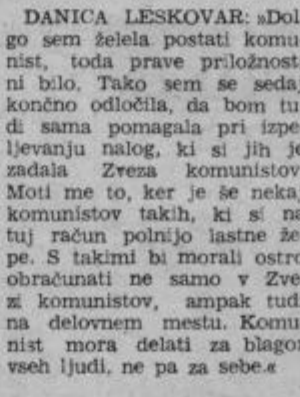 DANICA LESKOVAR: »Dol
go sem želela postati komu
nist, toda prave priložnost
ni bilo. Tako sem se sedaj
končno odločila, da bom tu
di sama pomagala pri izpe
ljevanju nalog, ki si jih je
zadala Zveza komunistov
Moti me to, ker je še nekaj
komunistov takih, ki si na
tuj račun polnijo lastne že
pe. S takimi bi morali ostro
obračunati ne samo v Zve
zi komunistov, ampak tud
na delovnem mestu. Komu
nist mora delati za blagor
vseh ljudi, ne pa za sebe.«